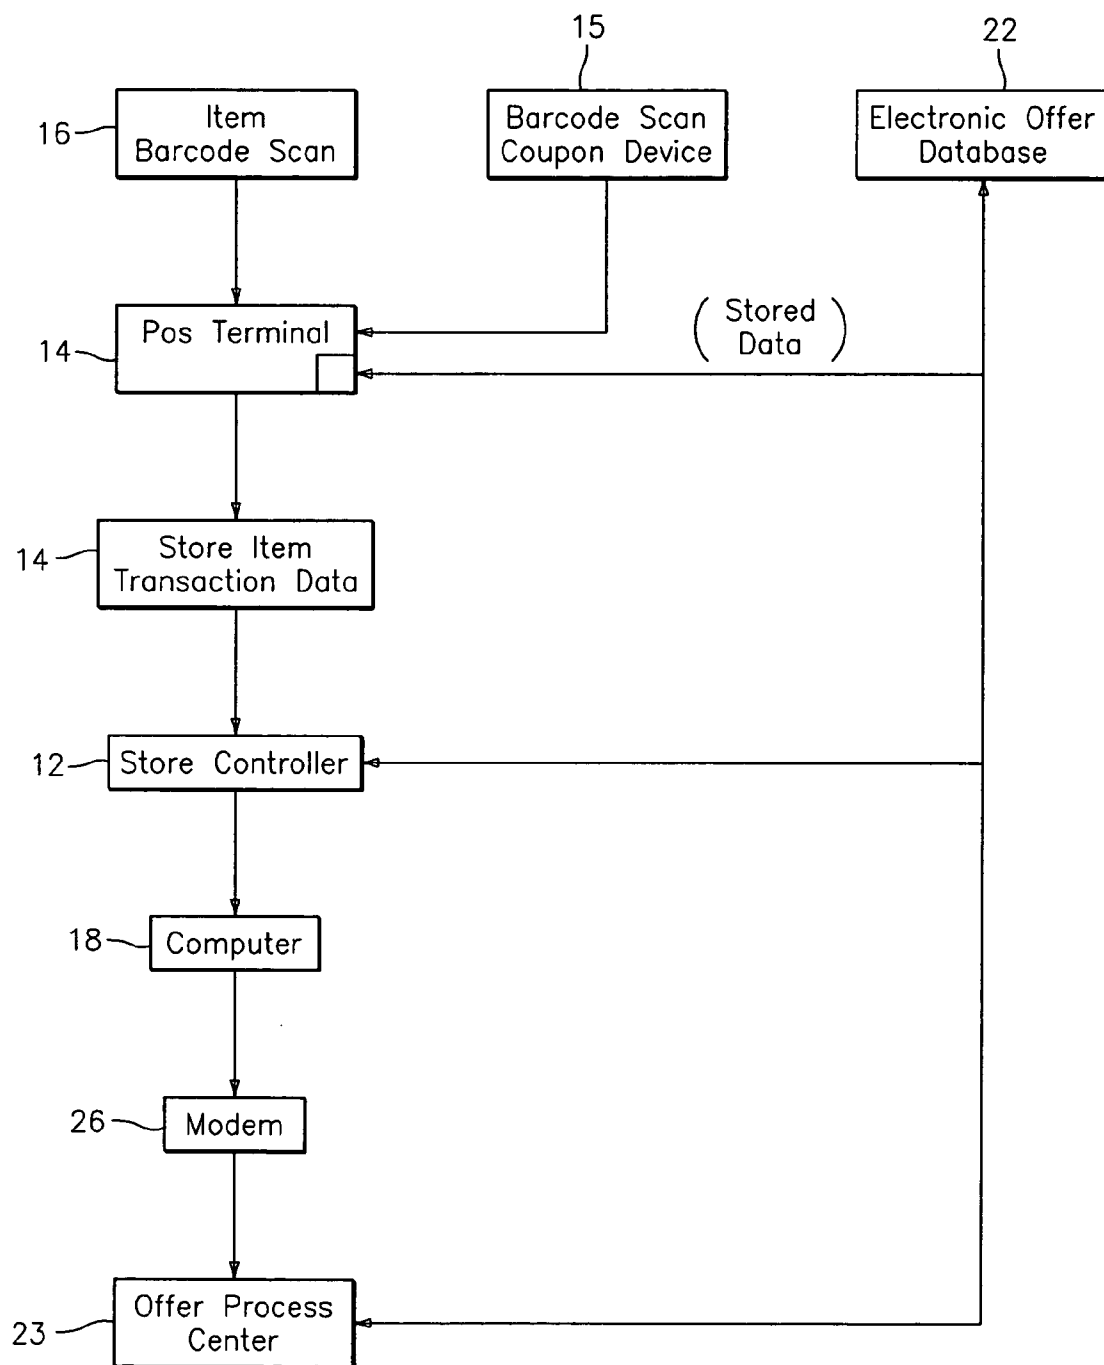 15
22
16
Item
Barcode Scan
Barcode Scan
Coupon Device
Electronic Offer
Database
14
Pos Terminal
(Stored
Data)
14
Store Item
Transaction Data
12
Store Controller
18
Computer
26
Modem
23
Offer Process
Center